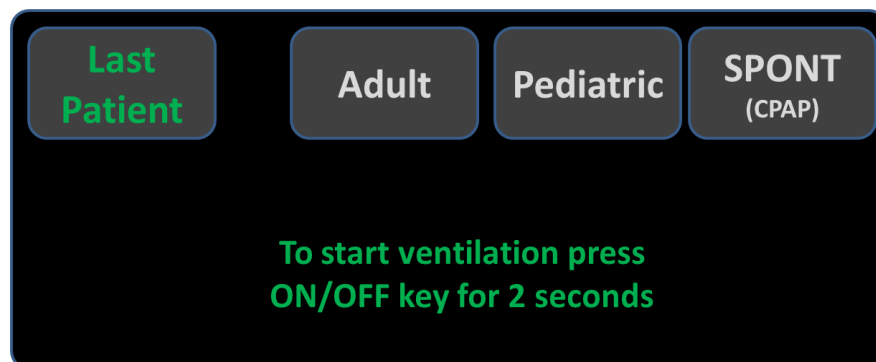 Last
Patient
Adult
Pediatric
SPONT
(CPAP)
To start ventilation press
ON/OFF key for 2 seconds